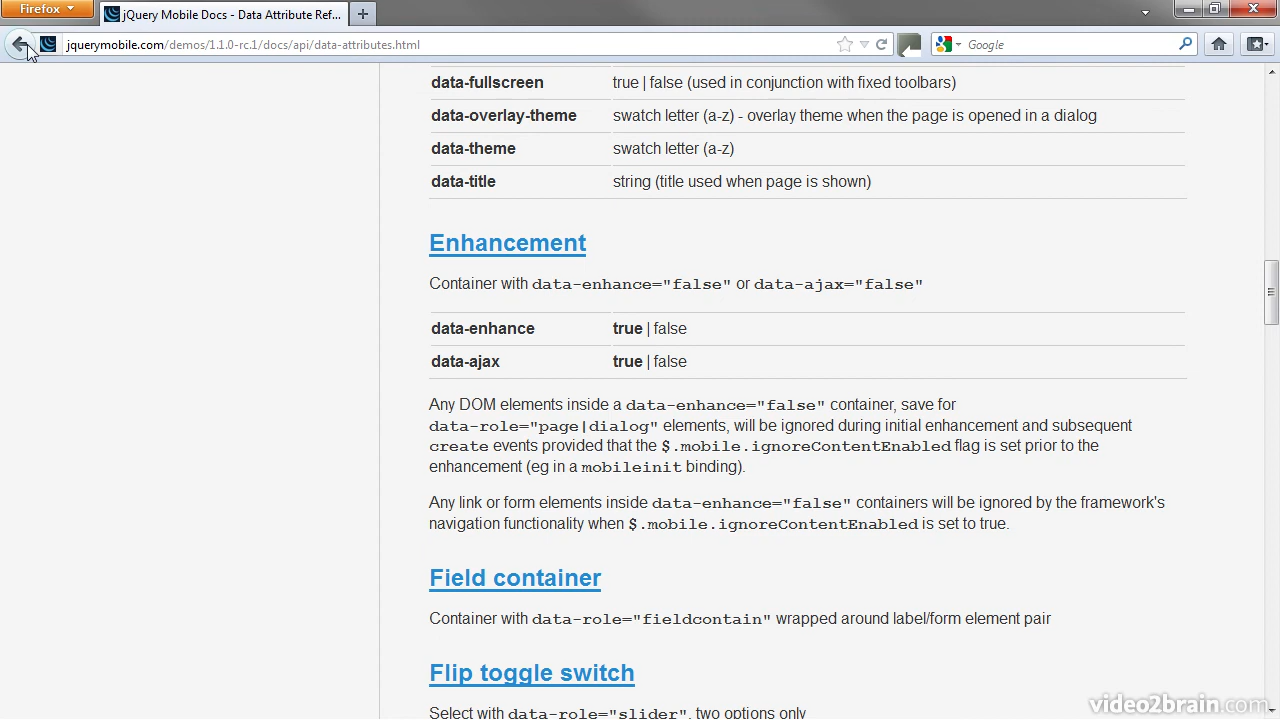 Firefox
jQuery Mobile Docs - Data Attribute Ref...
jquerymobile.com/demos/1.1.0-rc.1/docs/api/data-attributes.html
Google
data-fullscreen true | false (used in conjunction with fixed toolbars)
data-overlay-theme swatch letter (a-z) - overlay theme when the page is opened in a dialog
data-theme swatch letter (a-z)
data-title string (title used when page is shown)
Enhancement
Container with data-enhance="false" or data-ajax="false"
data-enhance true | false
data-ajax true | false
Any DOM elements inside a data-enhance="false" container, save for
data-role="page|dialog" elements, will be ignored during initial enhancement and subsequent
create events provided that the $.mobile.ignoreContentEnabled flag is set prior to the
enhancement (eg in a mobileinit binding).
Any link or form elements inside data-enhance="false" containers will be ignored by the framework's
navigation functionality when $.mobile.ignoreContentEnabled is set to true.
Field container
Container with data-role="fieldcontain" wrapped around label/form element pair
Flip toggle switch
Select with data-role="slider", two options only
video2brain.com